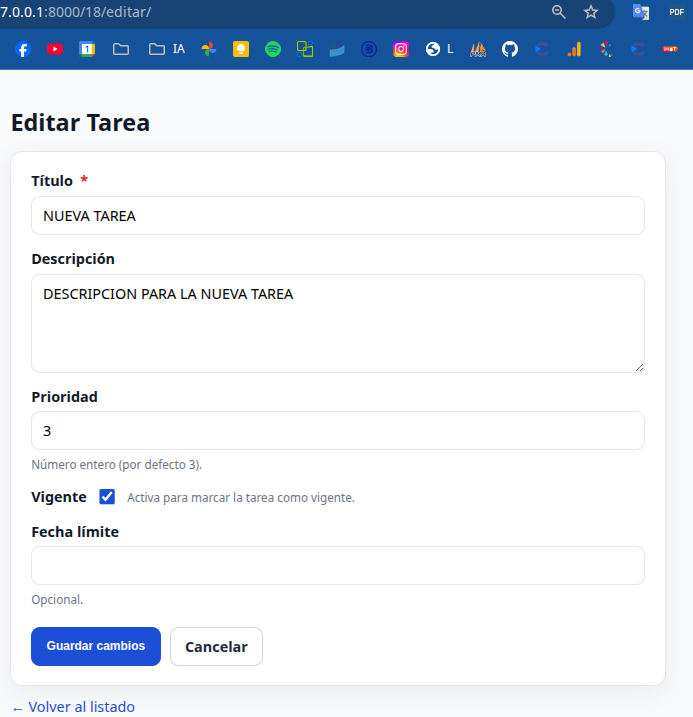 7.0.0.1:8000/18/editar/
PDF
1
IA
L
Editar Tarea
Título *
NUEVA TAREA
Descripción
DESCRIPCION PARA LA NUEVA TAREA
Prioridad
3
Número entero (por defecto 3).
Vigente Activa para marcar la tarea como vigente.
Fecha límite
Opcional.
Guardar cambios Cancelar
← Volver al listado